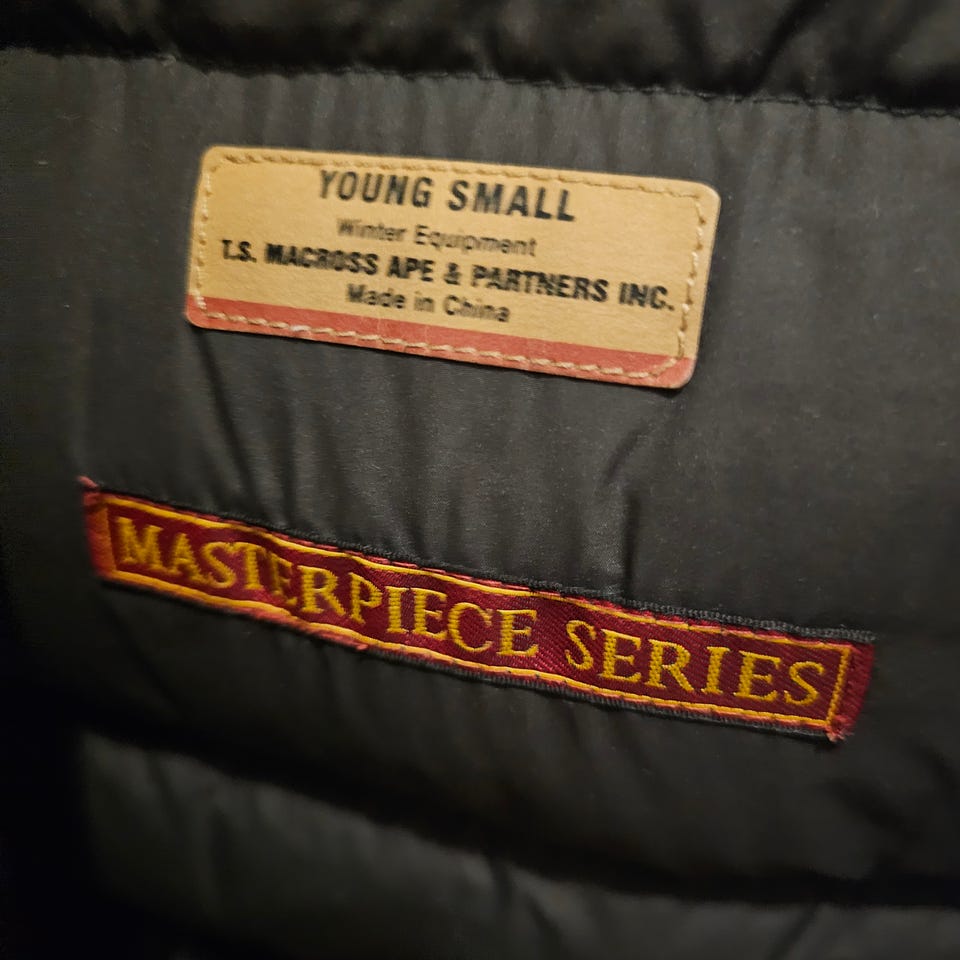 YOUNG SMALL
Winter Equipment
T.S. MACROSS APE & PARTNERS INC.
Made in China
MASTERPIECE SERIES